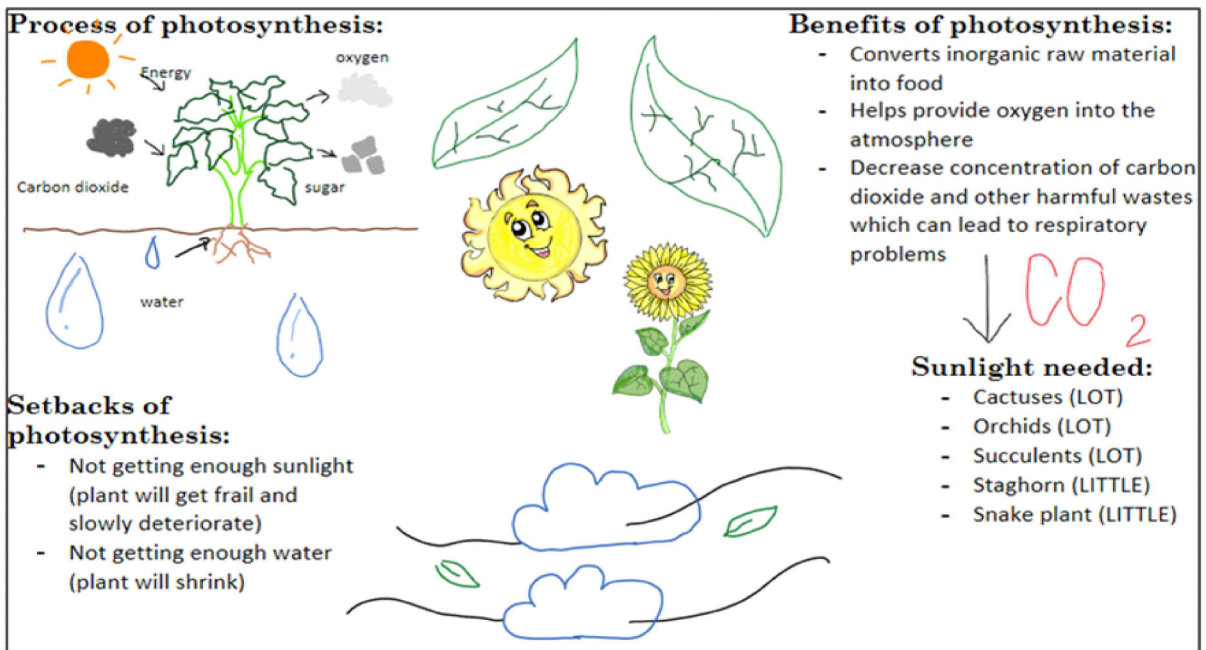 Process of photosynthesis:
Energy
oxygen
Carbon dioxide
sugar
water
Setbacks of
photosynthesis:
- Not getting enough sunlight
(plant will get frail and
slowly deteriorate)
- Not getting enough water
(plant will shrink)
Benefits of photosynthesis:
- Converts inorganic raw material
into food
- Helps provide oxygen into the
atmosphere
- Decrease concentration of carbon
dioxide and other harmful wastes
which can lead to respiratory
problems
CO2
Sunlight needed:
- Cactuses (LOT)
- Orchids (LOT)
- Succulents (LOT)
- Staghorn (LITTLE)
- Snake plant (LITTLE)